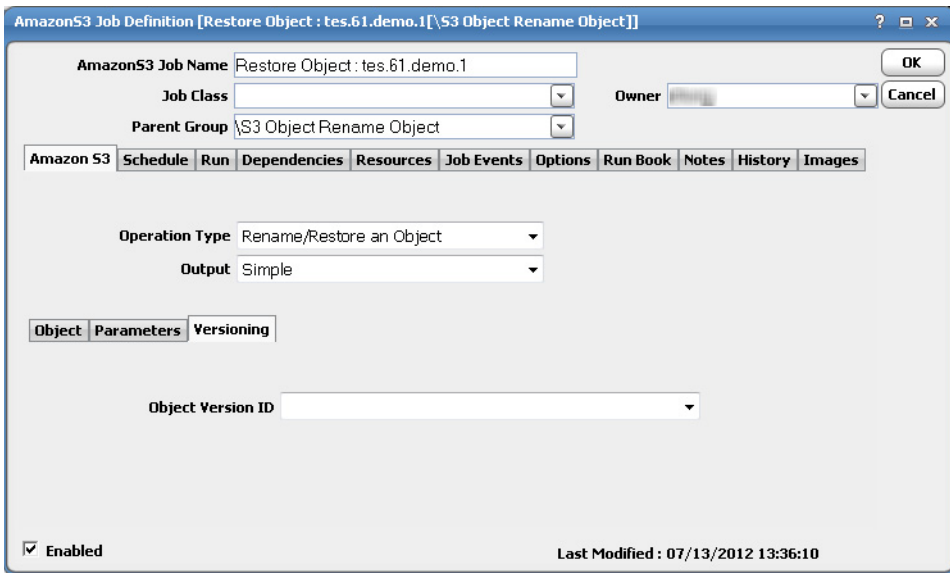 AmazonS3 Job Definition [Restore Object : tes.61.demo.1[\S3 Object Rename Object]] ?
AmazonS3 Job Name Restore Object : tes.61.demo.1 OK
Job Class Owner Cancel
Parent Group \S3 Object Rename Object
Amazon S3 Schedule Run Dependencies Resources Job Events Options Run Book Notes History Images
Operation Type Rename/Restore an Object
Output Simple
Object Parameters Versioning
Object Version ID
Enabled Last Modified : 07/13/2012 13:36:10